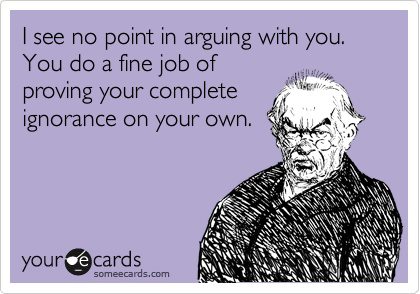 I see no point in arguing with you.
You do a fine job of
proving your complete
ignorance on your own.
your e cards
someecards.com